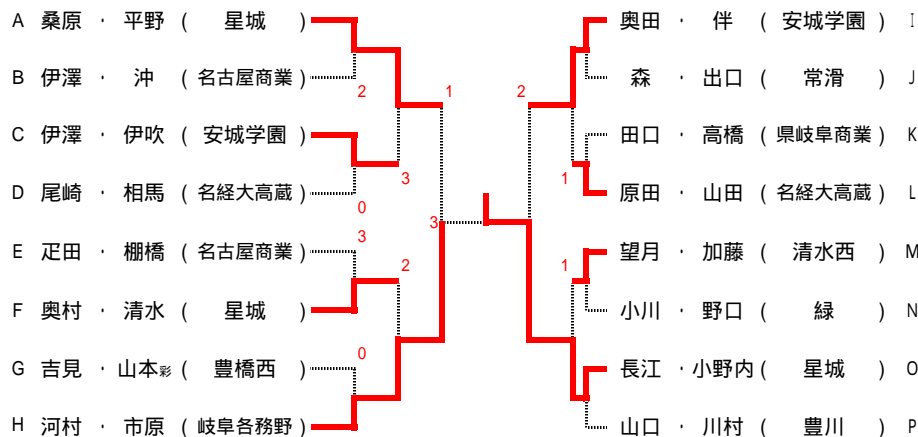 A 桑原 ・ 平野 ( 星城 )
B 伊澤 ・ 沖 ( 名古屋商業 )
2
C 伊澤 ・ 伊吹 ( 安城学園 )
3
D 尾崎 ・ 相馬 ( 名経大高蔵 )
0
1
3
E 疋田 ・ 棚橋 ( 名古屋商業 )
3
2
F 奥村 ・ 清水 ( 星城 )
G 吉見 ・ 山本彩 ( 豊橋西 )
0
H 河村 ・ 市原 ( 岐阜各務野 )
奥田 ・ 伴 ( 安城学園 ) I
森 ・ 出口 ( 常滑 ) J
2
田口 ・ 高橋 ( 県岐阜商業 ) K
1
原田 ・ 山田 ( 名経大高蔵 ) L
望月 ・ 加藤 ( 清水西 ) M
1
小川 ・ 野口 ( 緑 ) N
長江 ・ 小野内 ( 星城 ) O
山口 ・ 川村 ( 豊川 ) P